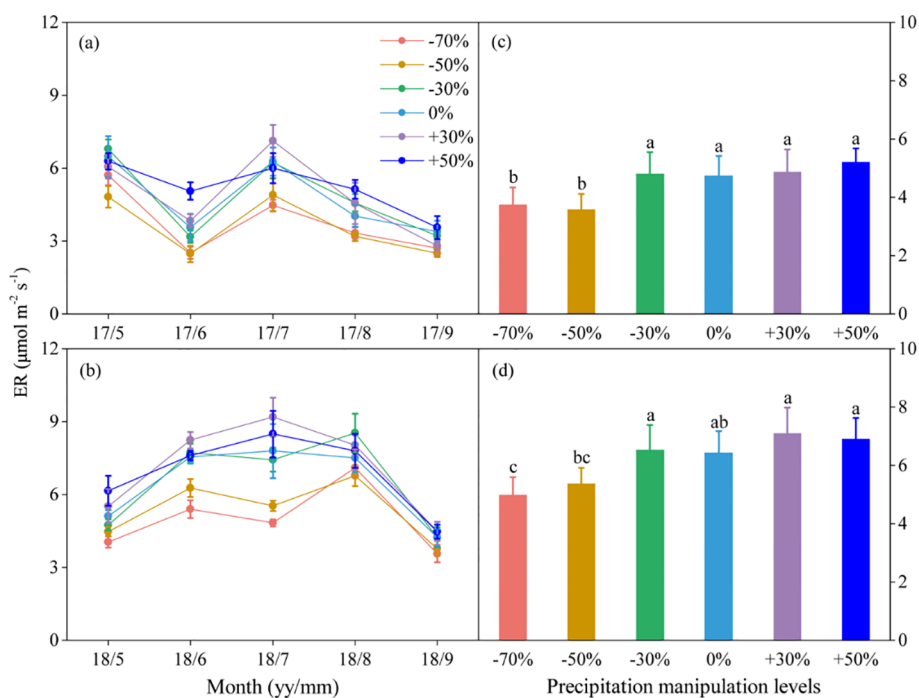 12
9
6
3
0
(a)
-70%
-50%
-30%
0%
+30%
+50%
17/5 17/6 17/7 17/8 17/9
(c)
b b a a a a
10
8
6
4
2
0
-70% -50% -30% 0% +30% +50%
ER (μmol m⁻² s⁻¹)
12
9
6
3
0
(b)
18/5 18/6 18/7 18/8 18/9
Month (yy/mm)
(d)
c bc a ab a a
10
8
6
4
2
0
-70% -50% -30% 0% +30% +50%
Precipitation manipulation levels